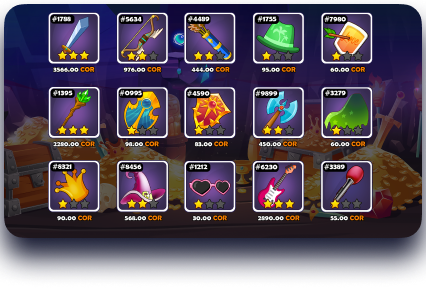 #1788 #5634 #4489 #1755 #7980
3566.00 COR 976.00 COR 444.00 COR 95.00 COR 60.00 COR
#1395 #0995 #4590 #9899 #3279
2280.00 COR 98.00 COR 83.00 COR 450.00 COR 60.00 COR
#8321 #8456 #1212 #6230 #3389
90.00 COR 568.00 COR 30.00 COR 2890.00 COR 55.00 COR